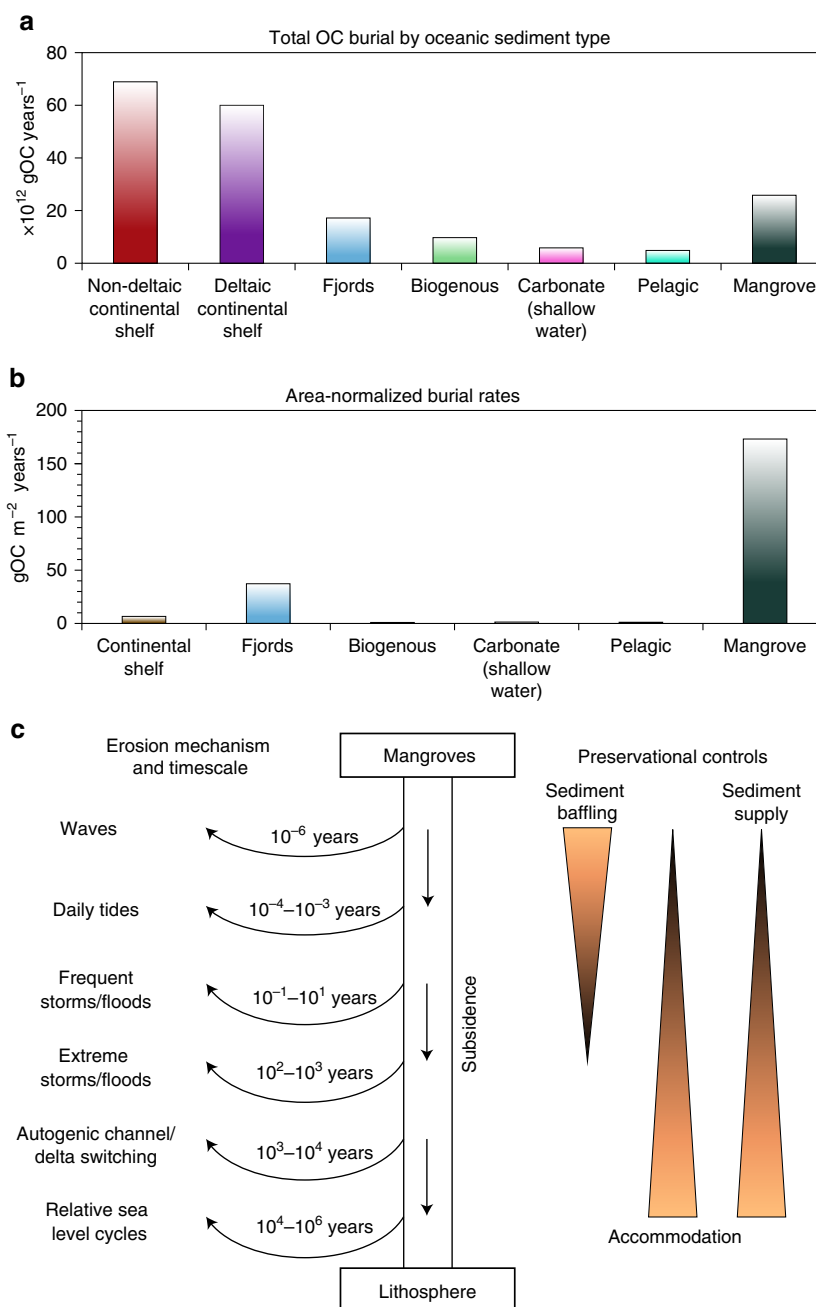 a
Total OC burial by oceanic sediment type
×10¹² gOC years⁻¹
80
60
40
20
0
Non-deltaic
continental
shelf
Deltaic
continental
shelf
Fjords
Biogenous
Carbonate
(shallow
water)
Pelagic
Mangrove
b
Area-normalized burial rates
gOC m⁻² years⁻¹
200
150
100
50
0
Continental
shelf
Fjords
Biogenous
Carbonate
(shallow
water)
Pelagic
Mangrove
c
Erosion mechanism
and timescale
Mangroves
Preservational controls
Sediment
baffling
Sediment
supply
Waves
10⁻⁶ years
Daily tides
10⁻⁴–10⁻³ years
Frequent
storms/floods
10⁻¹–10¹ years
Subsidence
Extreme
storms/floods
10²–10³ years
Autogenic channel/
delta switching
10³–10⁴ years
Relative sea
level cycles
10⁴–10⁶ years
Accommodation
Lithosphere